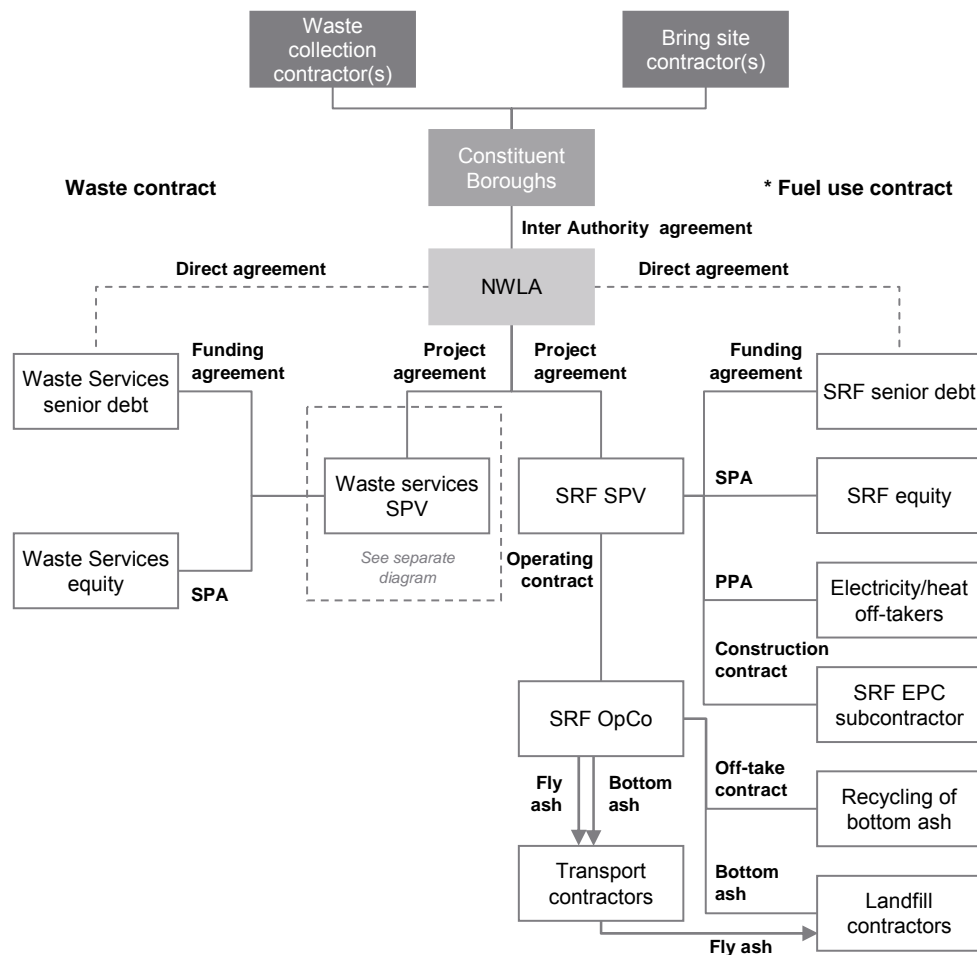 Waste
collection
contractor(s)
Bring site
contractor(s)
Constituent
Boroughs
Waste contract
* Fuel use contract
Inter Authority agreement
Direct agreement
NWLA
Direct agreement
Funding
agreement
Project
agreement
Project
agreement
Funding
agreement
Waste Services
senior debt
SRF senior debt
Waste services
SPV
SRF SPV
SPA
SRF equity
See separate
diagram
Waste Services
equity
SPA
Operating
contract
PPA
Electricity/heat
off-takers
Construction
contract
SRF EPC
subcontractor
SRF OpCo
Fly
ash
Bottom
ash
Off-take
contract
Recycling of
bottom ash
Transport
contractors
Bottom
ash
Landfill
contractors
Fly ash